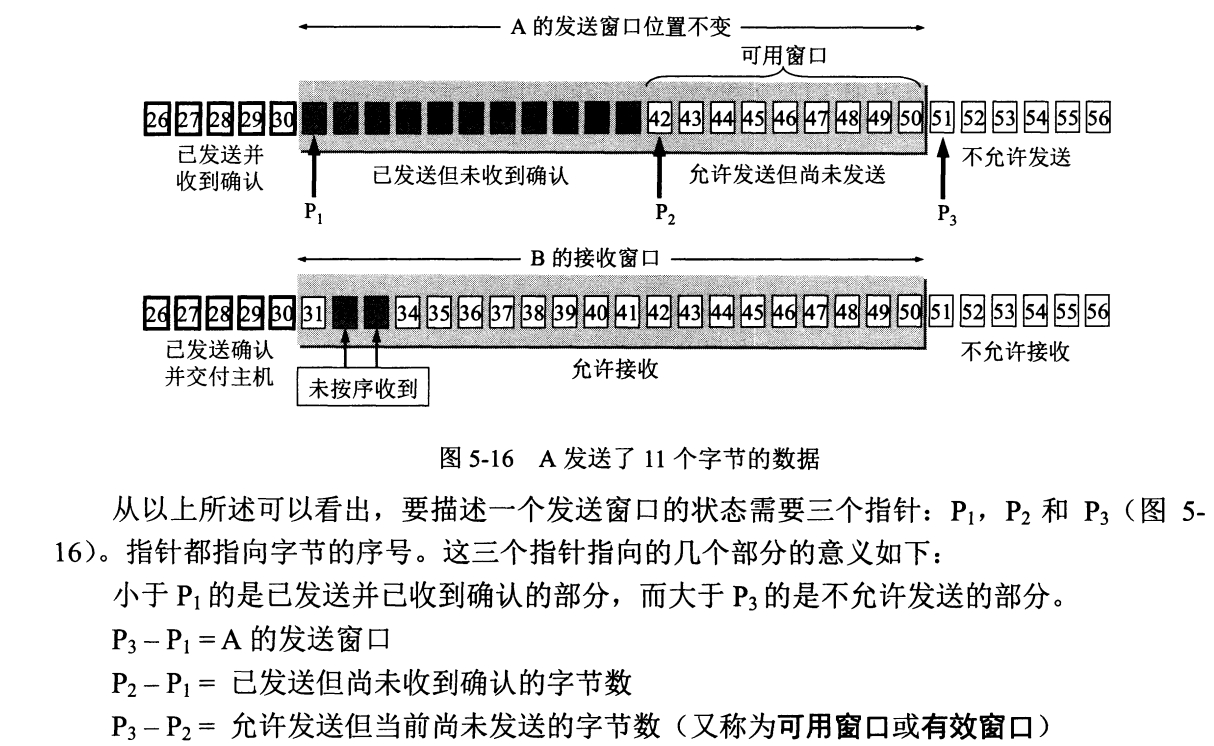 A 的发送窗口位置不变
可用窗口
26 27 28 29 30 42 43 44 45 46 47 48 49 50 51 52 53 54 55 56
已发送并
收到确认
已发送但未收到确认
允许发送但尚未发送
不允许发送
P₁
P₂
P₃
B 的接收窗口
26 27 28 29 30 31 34 35 36 37 38 39 40 41 42 43 44 45 46 47 48 49 50 51 52 53 54 55 56
已发送确认
并交付主机
未按序收到
允许接收
不允许接收
图 5-16 A 发送了 11 个字节的数据
从以上所述可以看出，要描述一个发送窗口的状态需要三个指针：P₁，P₂ 和 P₃（图 5-
16）。指针都指向字节的序号。这三个指针指向的几个部分的意义如下：
小于 P₁ 的是已发送并已收到确认的部分，而大于 P₃ 的是不允许发送的部分。
P₃ – P₁ = A 的发送窗口
P₂ – P₁ = 已发送但尚未收到确认的字节数
P₃ – P₂ = 允许发送但当前尚未发送的字节数（又称为可用窗口或有效窗口）